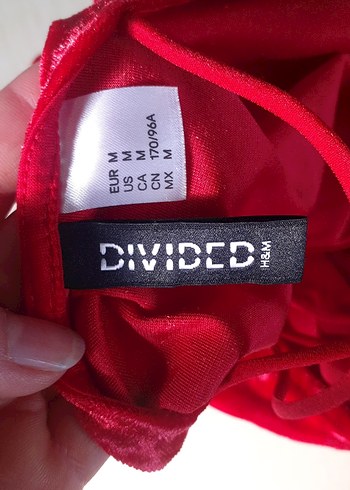 EUR M
US M
CA M
CN 170/96A
MX M
DIVIDED
H&M